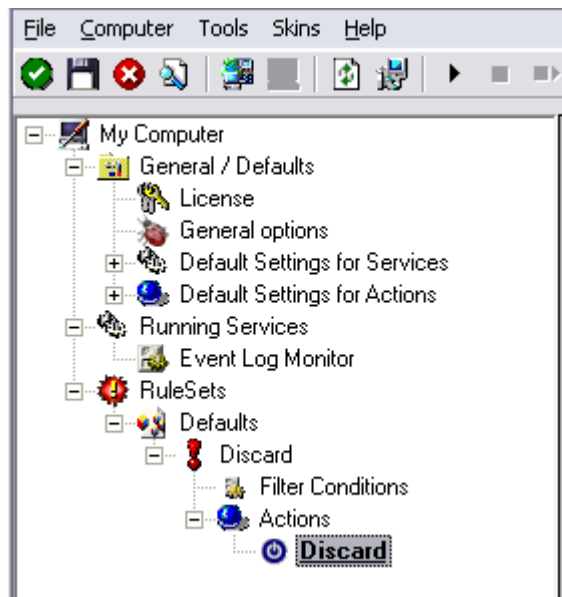 File Computer Tools Skins Help
My Computer
General / Defaults
License
General options
Default Settings for Services
Default Settings for Actions
Running Services
Event Log Monitor
RuleSets
Defaults
Discard
Filter Conditions
Actions
Discard